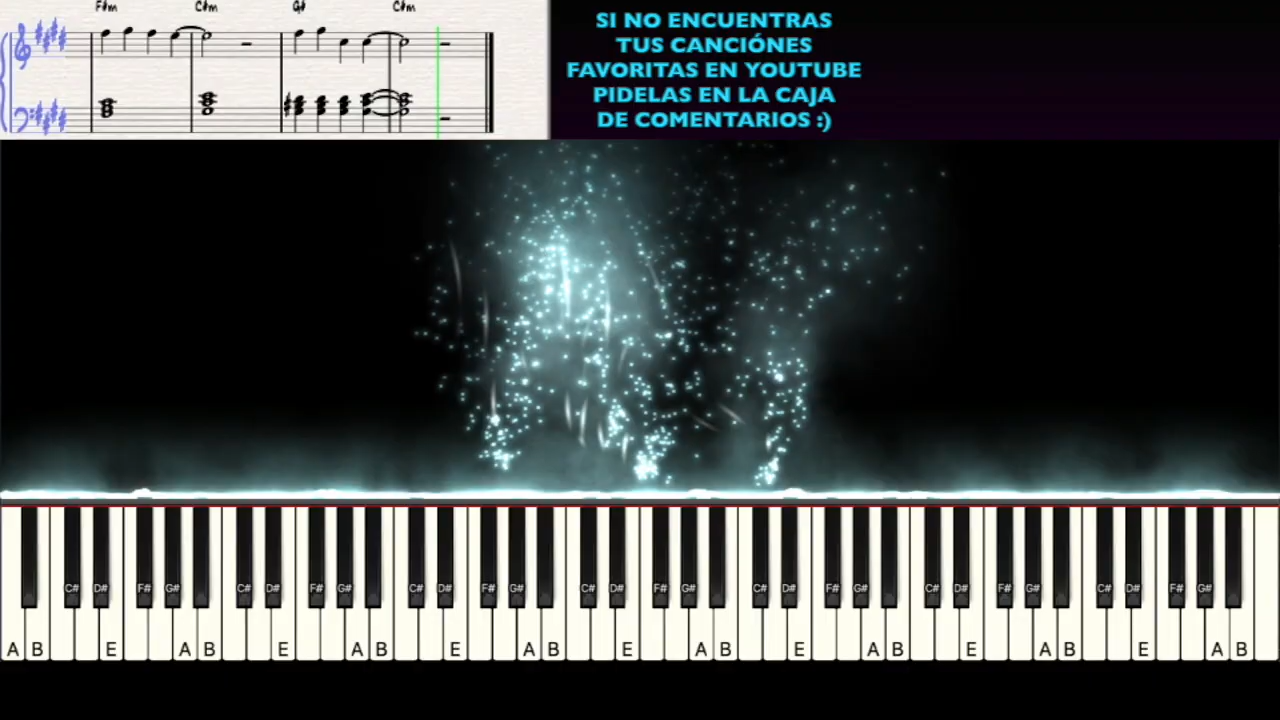 F#m C#m G# C#m
SI NO ENCUENTRAS
TUS CANCIÓNES
FAVORITAS EN YOUTUBE
PIDELAS EN LA CAJA
DE COMENTARIOS :)
C# D# F# G# C# D# F# G# C# D# F# G# C# D# F# G# C# D# F# G# C# D# F# G# C# D# F# G#
A B E A B E A B E A B E A B E A B E A B E A B